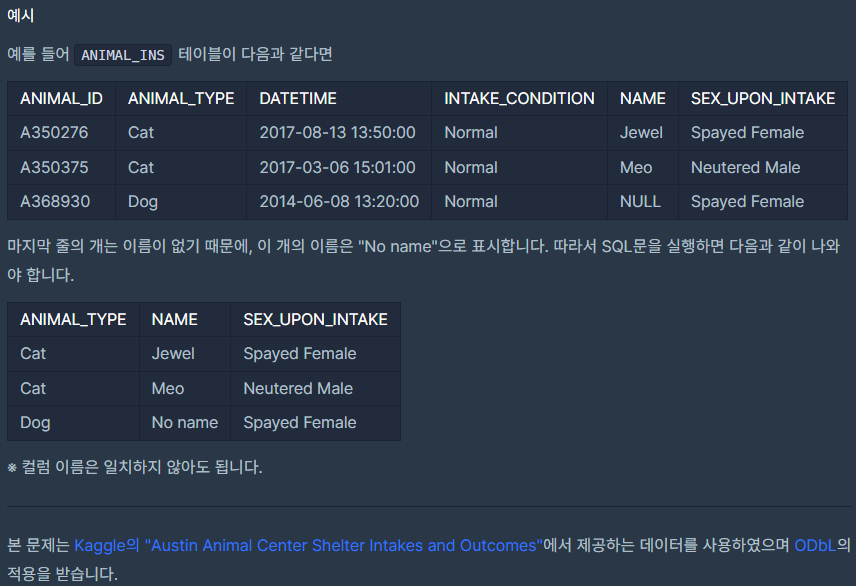 예시
예를 들어 ANIMAL_INS 테이블이 다음과 같다면
ANIMAL_ID ANIMAL_TYPE DATETIME INTAKE_CONDITION NAME SEX_UPON_INTAKE
A350276 Cat 2017-08-13 13:50:00 Normal Jewel Spayed Female
A350375 Cat 2017-03-06 15:01:00 Normal Meo Neutered Male
A368930 Dog 2014-06-08 13:20:00 Normal NULL Spayed Female
마지막 줄의 개는 이름이 없기 때문에, 이 개의 이름은 "No name"으로 표시합니다. 따라서 SQL문을 실행하면 다음과 같이 나와
야 합니다.
ANIMAL_TYPE NAME SEX_UPON_INTAKE
Cat Jewel Spayed Female
Cat Meo Neutered Male
Dog No name Spayed Female
※ 컬럼 이름은 일치하지 않아도 됩니다.
본 문제는 Kaggle의 "Austin Animal Center Shelter Intakes and Outcomes"에서 제공하는 데이터를 사용하였으며 ODbL의
적용을 받습니다.